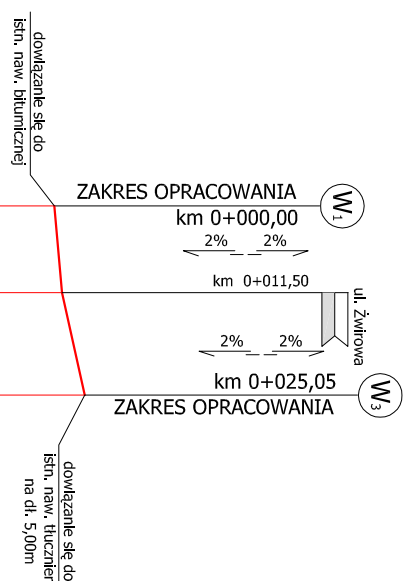 dowiązanie się do
istn. naw. bitumicznej
ZAKRES OPRACOWANIA
W1
km 0+000,00
2% 2%
km 0+011,50
ul. Żwirowa
2% 2%
km 0+025,05
W3
ZAKRES OPRACOWANIA
dowiązanie się do
istn. naw. tłucznier
na dł. 5,00m